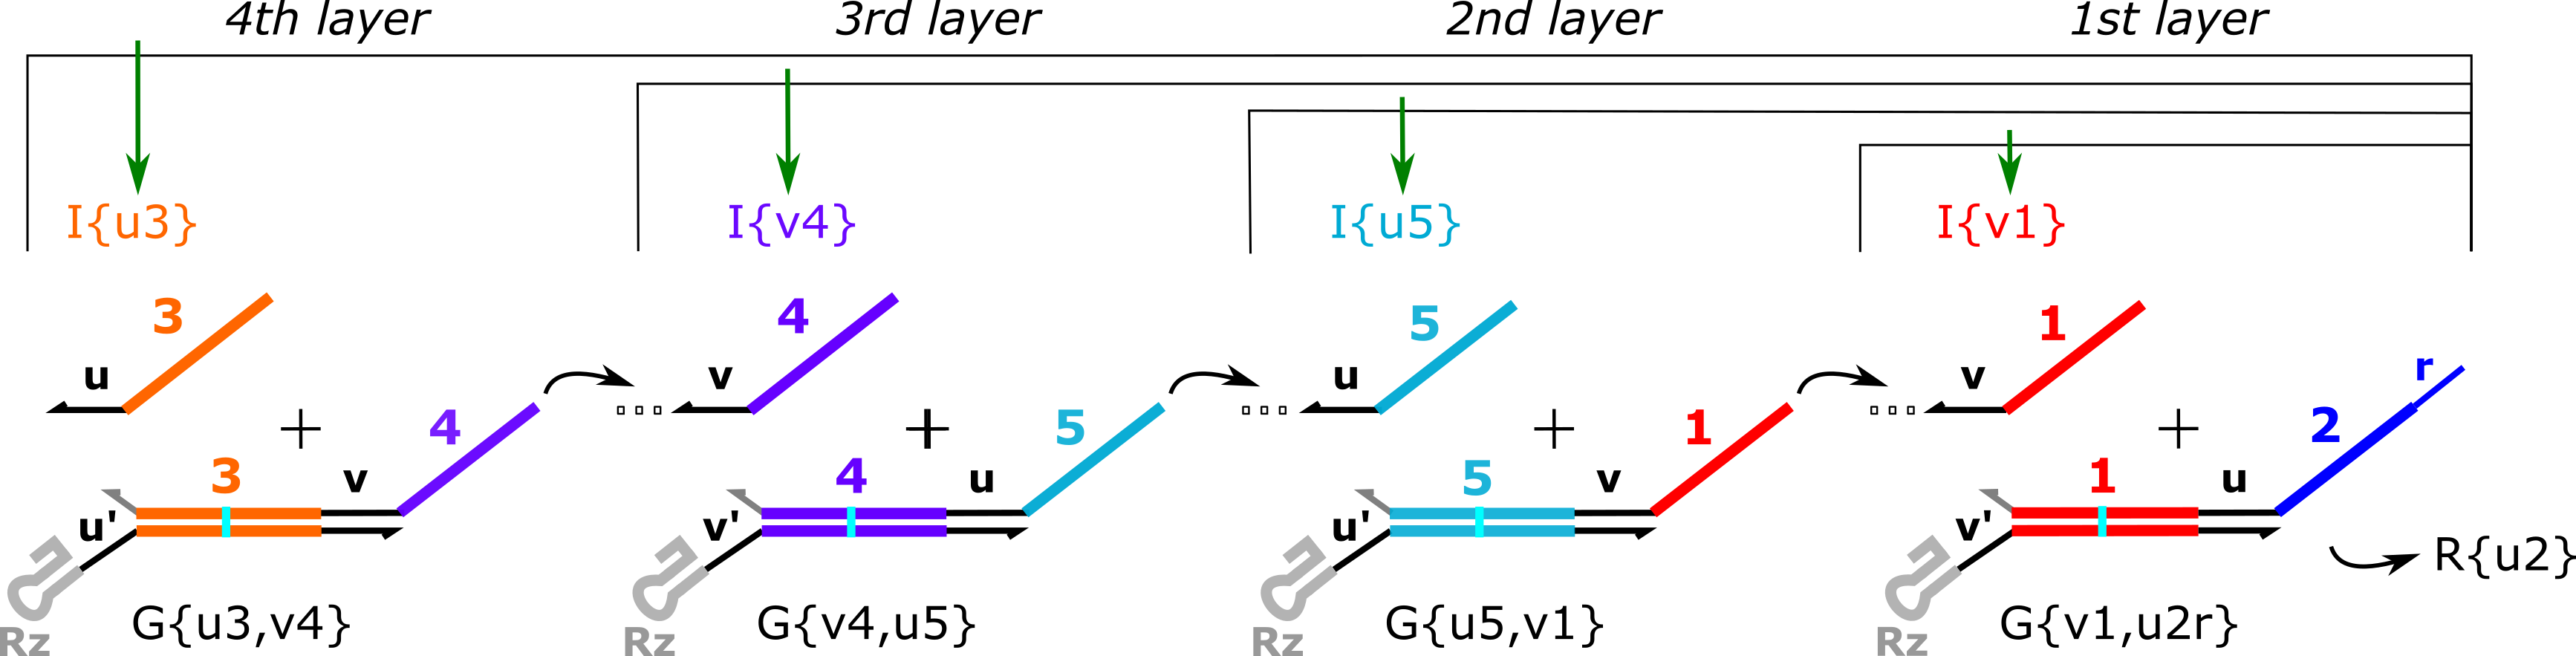 4th layer 3rd layer 2nd layer 1st layer
I{u3} I{v4} I{u5} I{v1}
3 4 5 1
r
u v u v
4 5 1 2
3 v 4 u 5 v 1 u
u' v' u' v'
R{u2}
G{u3,v4} G{v4,u5} G{u5,v1} G{v1,u2r}
Rz Rz Rz Rz